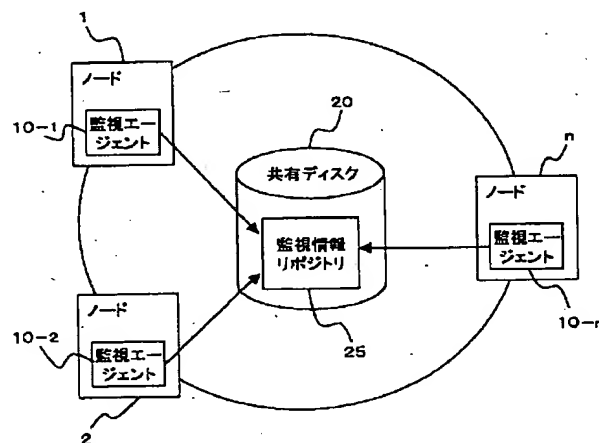 1
ノード
10-1
監視エー
ジェント
20
共有ディスク
監視情報
リポジトリ
25
n
ノード
監視エー
ジェント
10-n
ノード
10-2
監視エー
ジェント
2